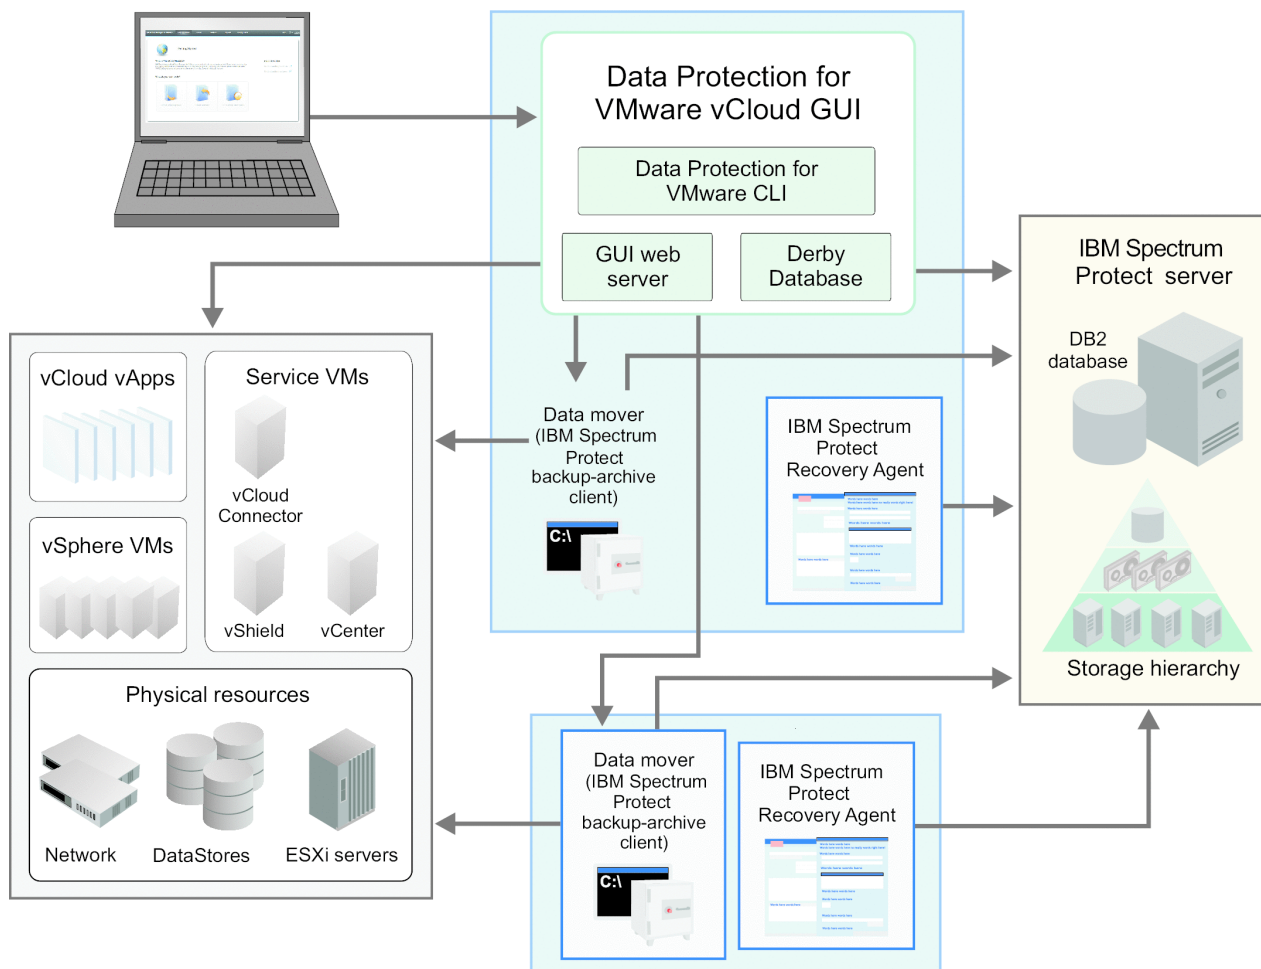 Data Protection for
VMware vCloud GUI
Data Protection for
VMware CLI
GUI web
server
Derby
Database
IBM Spectrum
Protect server
DB2
database
Storage hierarchy
vCloud vApps
Service VMs
vCloud
Connector
vSphere VMs
vShield
vCenter
Physical resources
Network
DataStores
ESXi servers
Data mover
(IBM Spectrum
Protect
backup-archive
client)
C:\
IBM Spectrum
Protect
Recovery Agent
Data mover
(IBM Spectrum
Protect
backup-archive
client)
C:\
IBM Spectrum
Protect
Recovery Agent